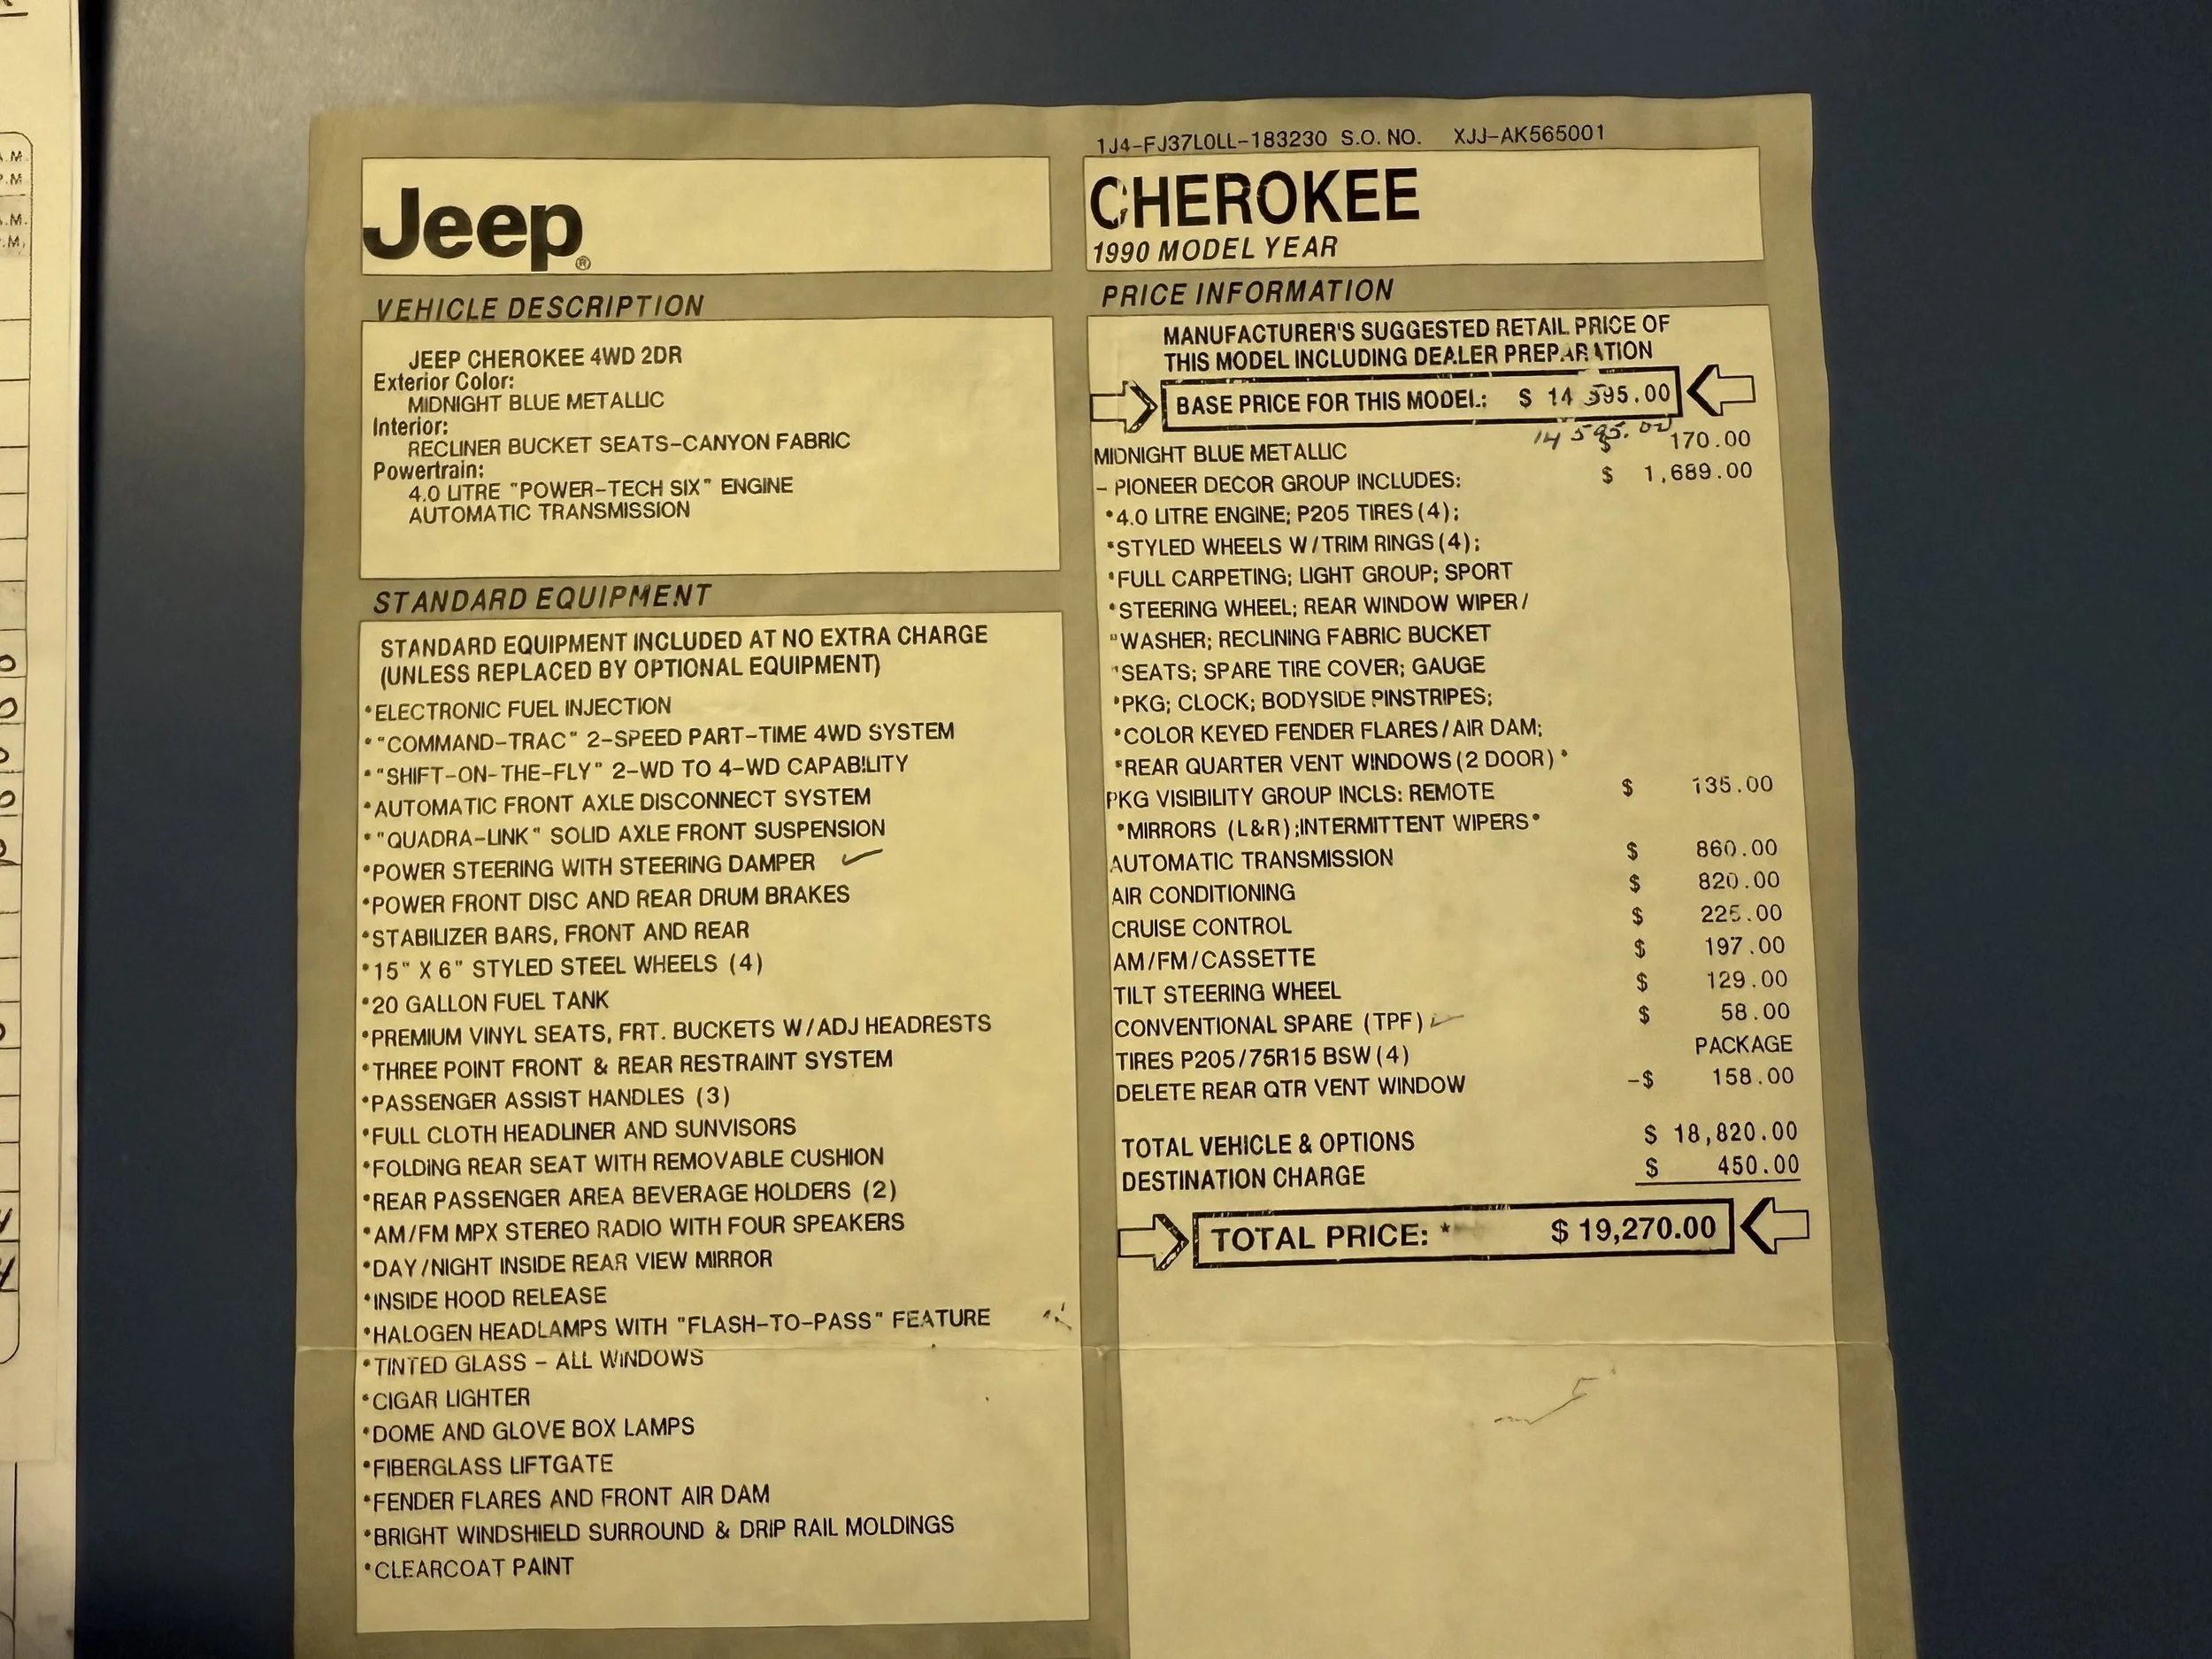 1J4-FJ37L0LL-183230 S.O. NO. XJJ-AK565001
Jeep®
CHEROKEE
1990 MODEL YEAR
VEHICLE DESCRIPTION
JEEP CHEROKEE 4WD 2DR
Exterior Color:
MIDNIGHT BLUE METALLIC
Interior:
RECLINER BUCKET SEATS-CANYON FABRIC
Powertrain:
4.0 LITRE "POWER-TECH SIX" ENGINE
AUTOMATIC TRANSMISSION
STANDARD EQUIPMENT
STANDARD EQUIPMENT INCLUDED AT NO EXTRA CHARGE
(UNLESS REPLACED BY OPTIONAL EQUIPMENT)
*ELECTRONIC FUEL INJECTION
*"COMMAND-TRAC" 2-SPEED PART-TIME 4WD SYSTEM
*"SHIFT-ON-THE-FLY" 2-WD TO 4-WD CAPABILITY
*AUTOMATIC FRONT AXLE DISCONNECT SYSTEM
*"QUADRA-LINK" SOLID AXLE FRONT SUSPENSION
*POWER STEERING WITH STEERING DAMPER
*POWER FRONT DISC AND REAR DRUM BRAKES
*STABILIZER BARS, FRONT AND REAR
*15" X 6" STYLED STEEL WHEELS (4)
*20 GALLON FUEL TANK
*PREMIUM VINYL SEATS, FRT. BUCKETS W/ADJ HEADRESTS
*THREE POINT FRONT & REAR RESTRAINT SYSTEM
*PASSENGER ASSIST HANDLES (3)
*FULL CLOTH HEADLINER AND SUNVISORS
*FOLDING REAR SEAT WITH REMOVABLE CUSHION
*REAR PASSENGER AREA BEVERAGE HOLDERS (2)
*AM/FM MPX STEREO RADIO WITH FOUR SPEAKERS
*DAY/NIGHT INSIDE REAR VIEW MIRROR
*INSIDE HOOD RELEASE
*HALOGEN HEADLAMPS WITH "FLASH-TO-PASS" FEATURE
*TINTED GLASS - ALL WINDOWS
*CIGAR LIGHTER
*DOME AND GLOVE BOX LAMPS
*FIBERGLASS LIFTGATE
*FENDER FLARES AND FRONT AIR DAM
*BRIGHT WINDSHIELD SURROUND & DRIP RAIL MOLDINGS
*CLEARCOAT PAINT
PRICE INFORMATION
MANUFACTURER'S SUGGESTED RETAIL PRICE OF
THIS MODEL INCLUDING DEALER PREPARATION
BASE PRICE FOR THIS MODEL: $ 14 595.00
14 595.00
MIDNIGHT BLUE METALLIC $ 170.00
- PIONEER DECOR GROUP INCLUDES: $ 1,689.00
*4.0 LITRE ENGINE; P205 TIRES (4);
*STYLED WHEELS W/TRIM RINGS (4);
*FULL CARPETING; LIGHT GROUP; SPORT
*STEERING WHEEL; REAR WINDOW WIPER/
*WASHER; RECLINING FABRIC BUCKET
*SEATS; SPARE TIRE COVER; GAUGE
*PKG; CLOCK; BODYSIDE PINSTRIPES;
*COLOR KEYED FENDER FLARES/AIR DAM;
*REAR QUARTER VENT WINDOWS (2 DOOR) *
PKG VISIBILITY GROUP INCLS: REMOTE $ 135.00
*MIRRORS (L&R);INTERMITTENT WIPERS*
AUTOMATIC TRANSMISSION $ 860.00
AIR CONDITIONING $ 820.00
CRUISE CONTROL $ 225.00
AM/FM/CASSETTE $ 197.00
TILT STEERING WHEEL $ 129.00
CONVENTIONAL SPARE (TPF) $ 58.00
TIRES P205/75R15 BSW (4) PACKAGE
DELETE REAR QTR VENT WINDOW -$ 158.00
TOTAL VEHICLE & OPTIONS $ 18,820.00
DESTINATION CHARGE $ 450.00
TOTAL PRICE: * $ 19,270.00